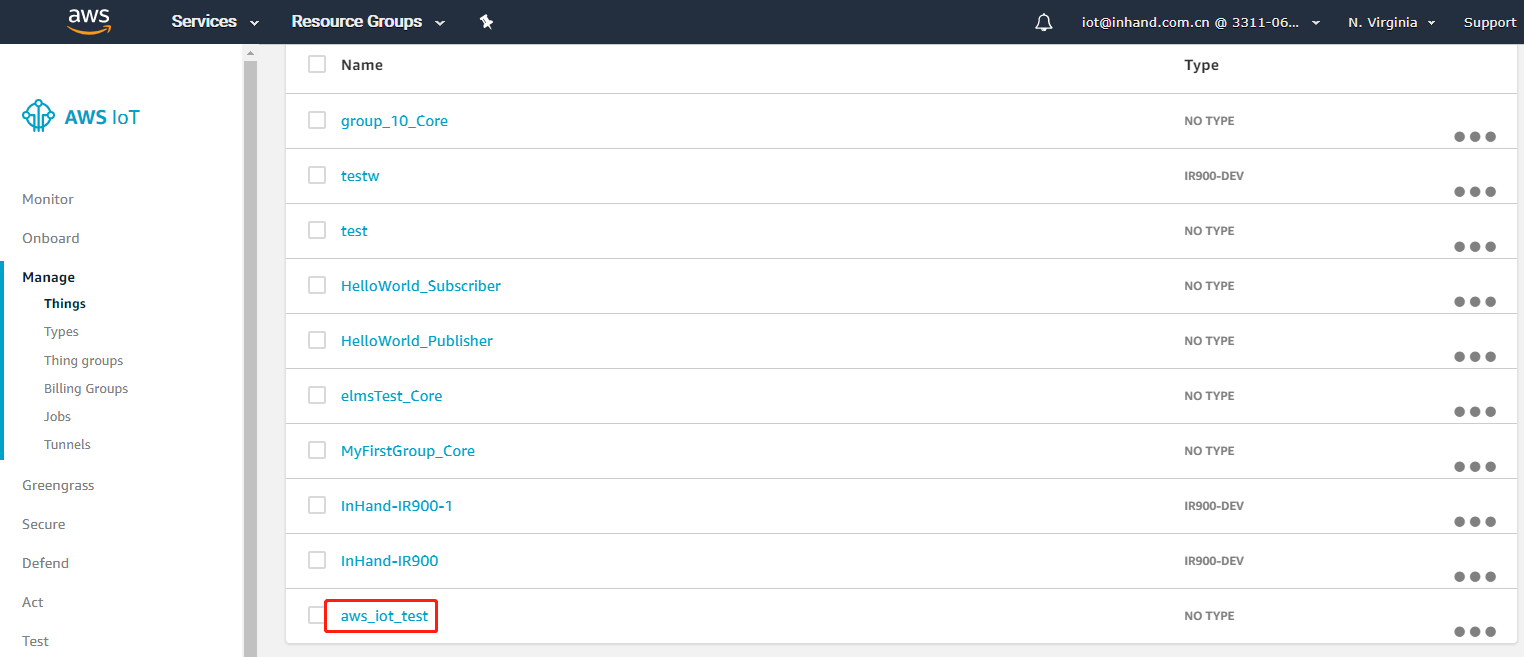 aws Services Resource Groups iot@inhand.com.cn @ 3311-06... N. Virginia Support
AWS IoT
Monitor
Onboard
Manage
Things
Types
Thing groups
Billing Groups
Jobs
Tunnels
Greengrass
Secure
Defend
Act
Test
Name Type
group_10_Core NO TYPE
testw IR900-DEV
test NO TYPE
HelloWorld_Subscriber NO TYPE
HelloWorld_Publisher NO TYPE
elmsTest_Core NO TYPE
MyFirstGroup_Core NO TYPE
InHand-IR900-1 IR900-DEV
InHand-IR900 IR900-DEV
aws_iot_test NO TYPE